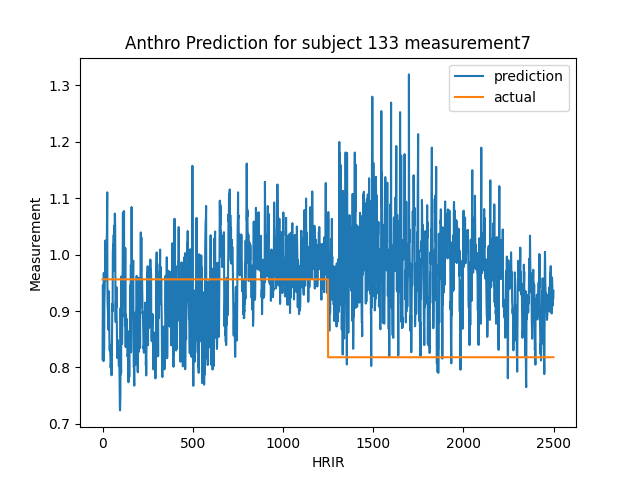 Anthro Prediction for subject 133 measurement7
prediction
actual
1.3
1.2
1.1
1.0
0.9
0.8
0.7
Measurement
0
500
1000
1500
2000
2500
HRIR